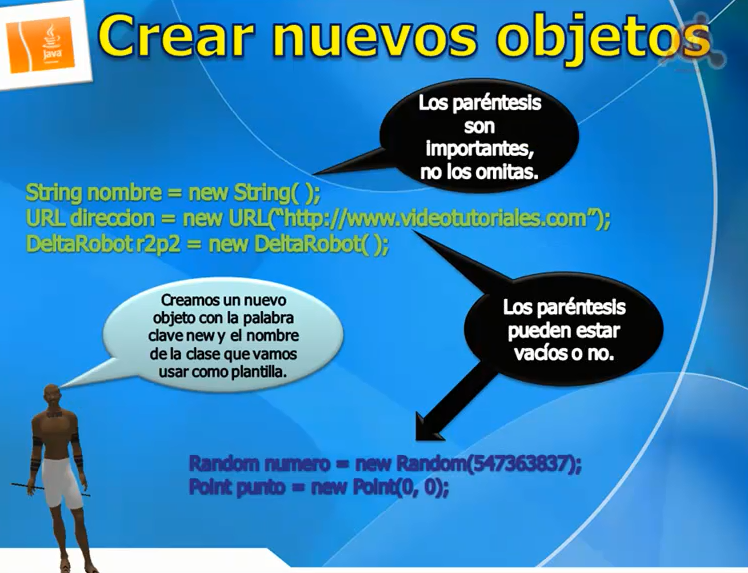 Crear nuevos objetos
Java
Los paréntesis
son
importantes,
no los omitas.
String nombre = new String( );
URL direccion = new URL(“http://www.videotutoriales.com”);
DeltaRobot r2p2 = new DeltaRobot( );
Creamos un nuevo
objeto con la palabra
clave new y el nombre
de la clase que vamos
usar como plantilla.
Los paréntesis
pueden estar
vacíos o no.
Random numero = new Random(547363837);
Point punto = new Point(0, 0);